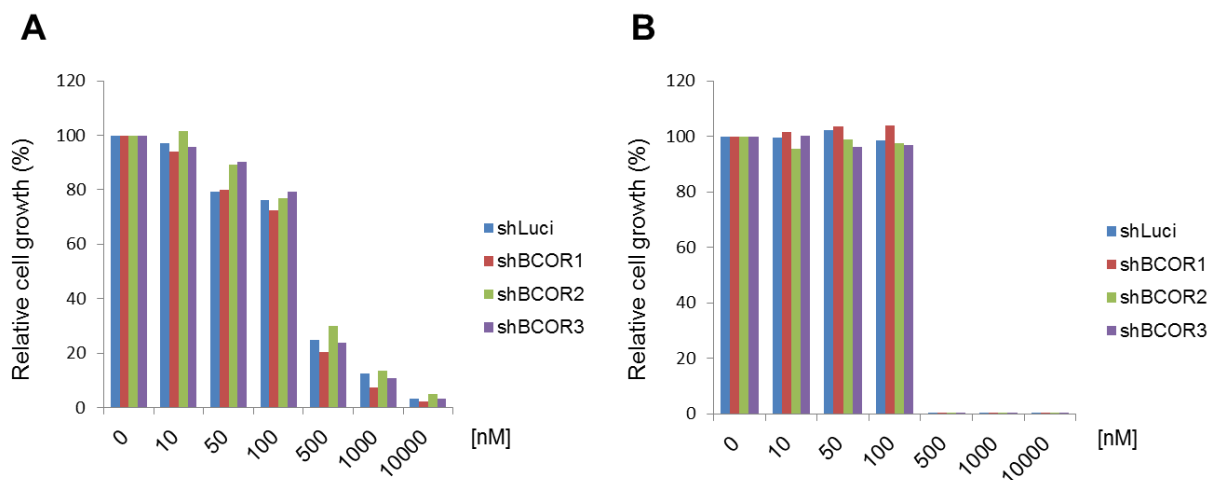 A
Relative cell growth (%)
120
100
80
60
40
20
0
0 10 50 100 500 1000 10000 [nM]
shLuci
shBCOR1
shBCOR2
shBCOR3
B
Relative cell growth (%)
120
100
80
60
40
20
0
0 10 50 100 500 1000 10000 [nM]
shLuci
shBCOR1
shBCOR2
shBCOR3